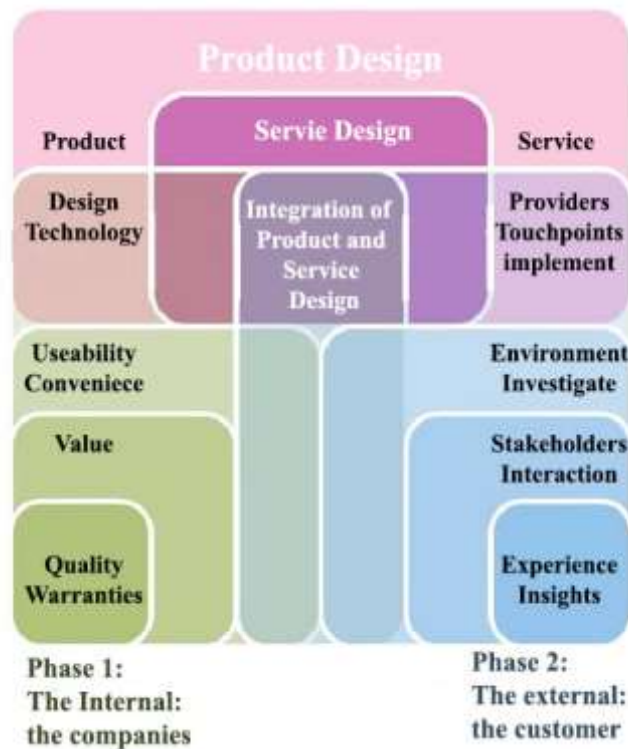 Product Design
Servie Design
Product
Service
Design
Technology
Integration of
Product and
Service
Design
Providers
Touchpoints
implement
Useability
Conveniece
Environment
Investigate
Value
Stakeholders
Interaction
Quality
Warranties
Experience
Insights
Phase 1:
The Internal:
the companies
Phase 2:
The external:
the customer